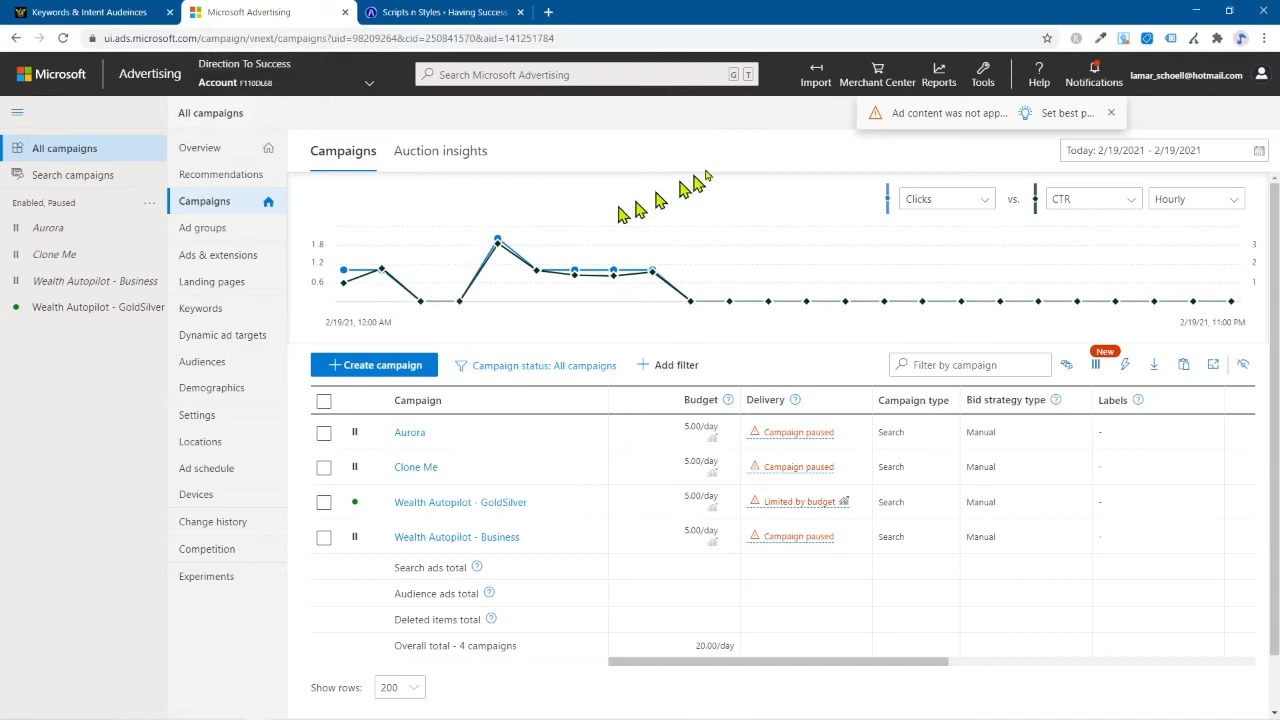 Keywords & Intent Audeinces
Microsoft Advertising
Scripts n Styles ‹ Having Success
ui.ads.microsoft.com/campaign/vnext/campaigns?uid=98209264&cid=250841570&aid=141251784
Microsoft
Advertising
Direction To Success
Account F110DL6B
Search Microsoft Advertising
G T
Import
Merchant Center
Reports
Tools
Help
Notifications
lamar_schoell@hotmail.com
All campaigns
Ad content was not app...
Set best p...
All campaigns
Search campaigns
Enabled, Paused
Aurora
Clone Me
Wealth Autopilot - Business
Wealth Autopilot - GoldSilver
Overview
Recommendations
Campaigns
Ad groups
Ads & extensions
Landing pages
Keywords
Dynamic ad targets
Audiences
Demographics
Settings
Locations
Ad schedule
Devices
Change history
Competition
Experiments
Campaigns
Auction insights
Today: 2/19/2021 - 2/19/2021
Clicks
vs.
CTR
Hourly
1.8
1.2
0.6
3
2
1
2/19/21, 12:00 AM
2/19/21, 11:00 PM
Create campaign
Campaign status: All campaigns
Add filter
Filter by campaign
New
Campaign Budget Delivery Campaign type Bid strategy type Labels
Aurora 5.00/day Campaign paused Search Manual -
Clone Me 5.00/day Campaign paused Search Manual -
Wealth Autopilot - GoldSilver 5.00/day Limited by budget Search Manual -
Wealth Autopilot - Business 5.00/day Campaign paused Search Manual -
Search ads total
Audience ads total
Deleted items total
Overall total - 4 campaigns 20.00/day
Show rows: 200